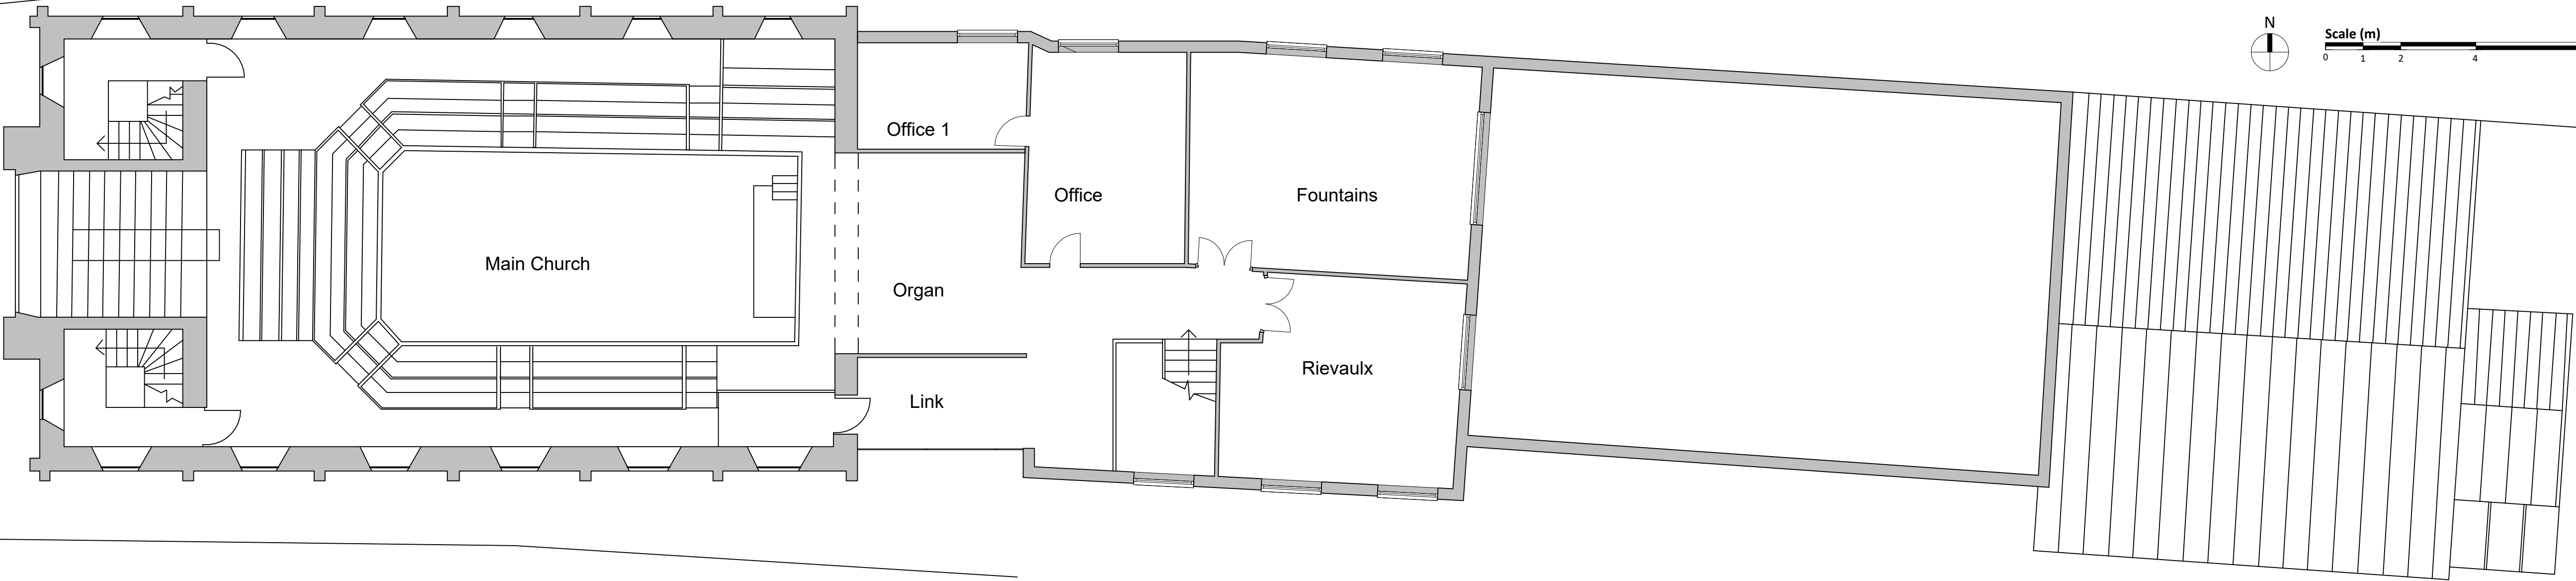 N
Scale (m)
0 1 2 4
Office 1
Office
Fountains
Main Church
Organ
Rievaulx
Link